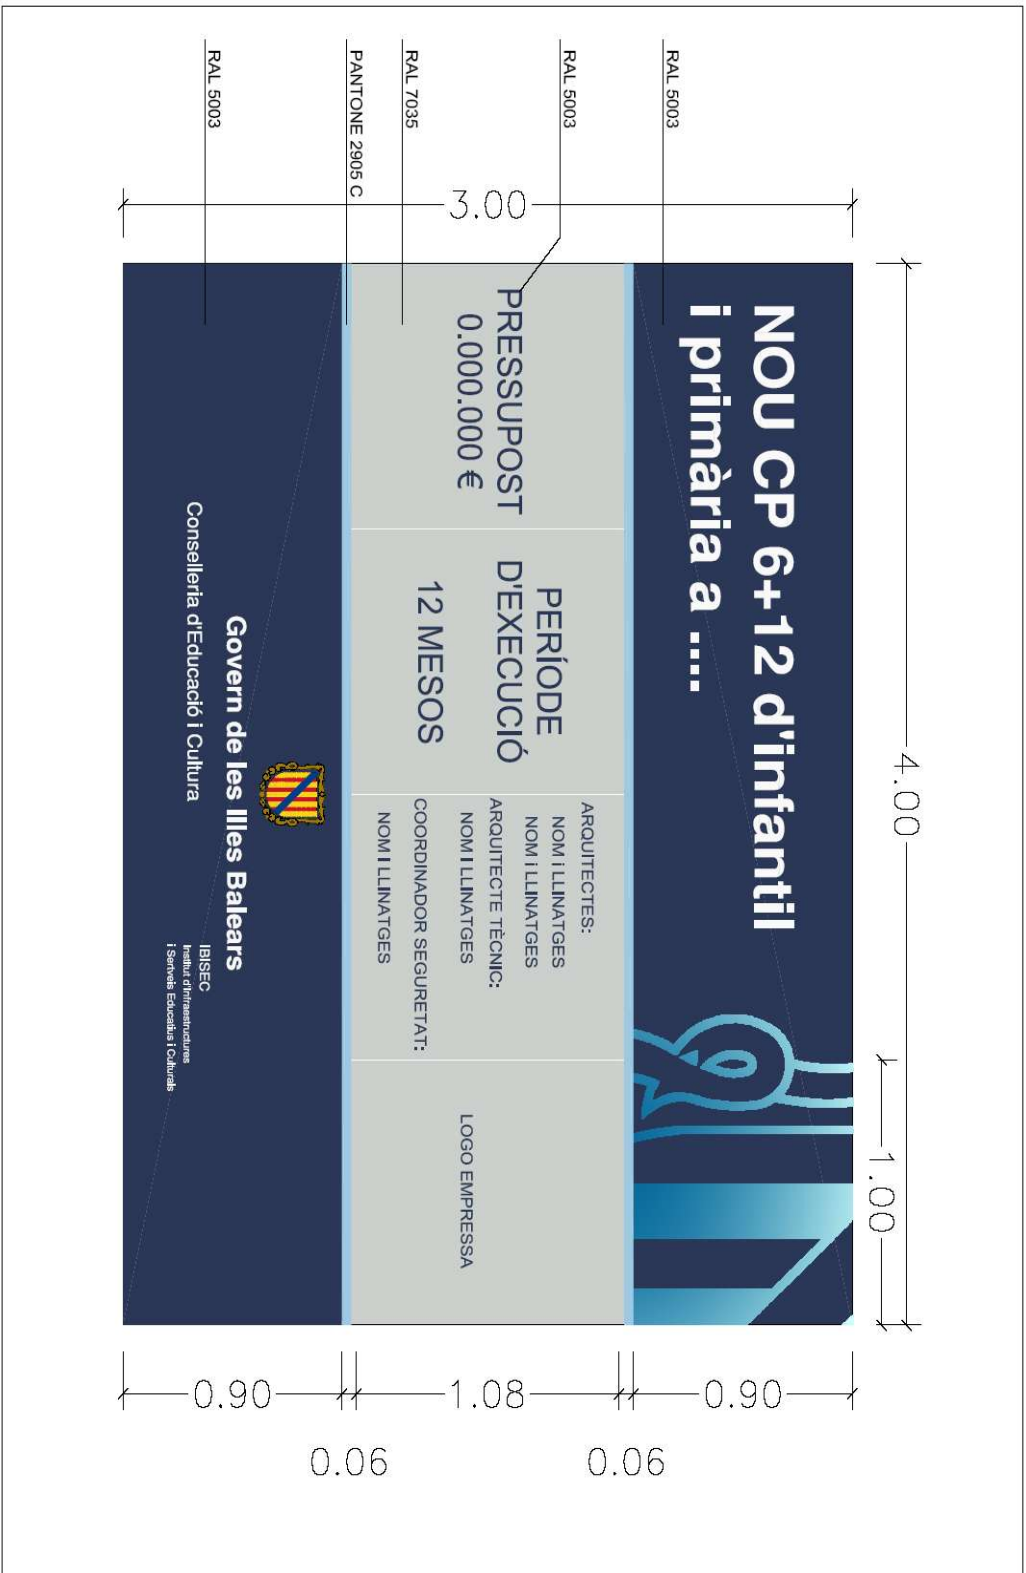 RAL 5003
RAL 5003
RAL 7035
PANTONE 2905 C
RAL 5003
3.00
4.00
1.00
NOU CP 6+12 d'infantil
i primària a ....
PRESSUPOST
0.000.000 €
PERÍODE
D'EXECUCIÓ
12 MESOS
ARQUITECTES:
NOM i LLINATGES
NOM i LLINATGES
ARQUITECTE TÈCNIC:
NOM I LLINATGES
COORDINADOR SEGURETAT:
NOM I LLINATGES
LOGO EMPRESSA
Govern de les Illes Balears
Conselleria d'Educació i Cultura
IBISEC
Institut d'Infraestructures
i Sertveis Educatius i Culturals
0.90
0.06
1.08
0.06
0.90